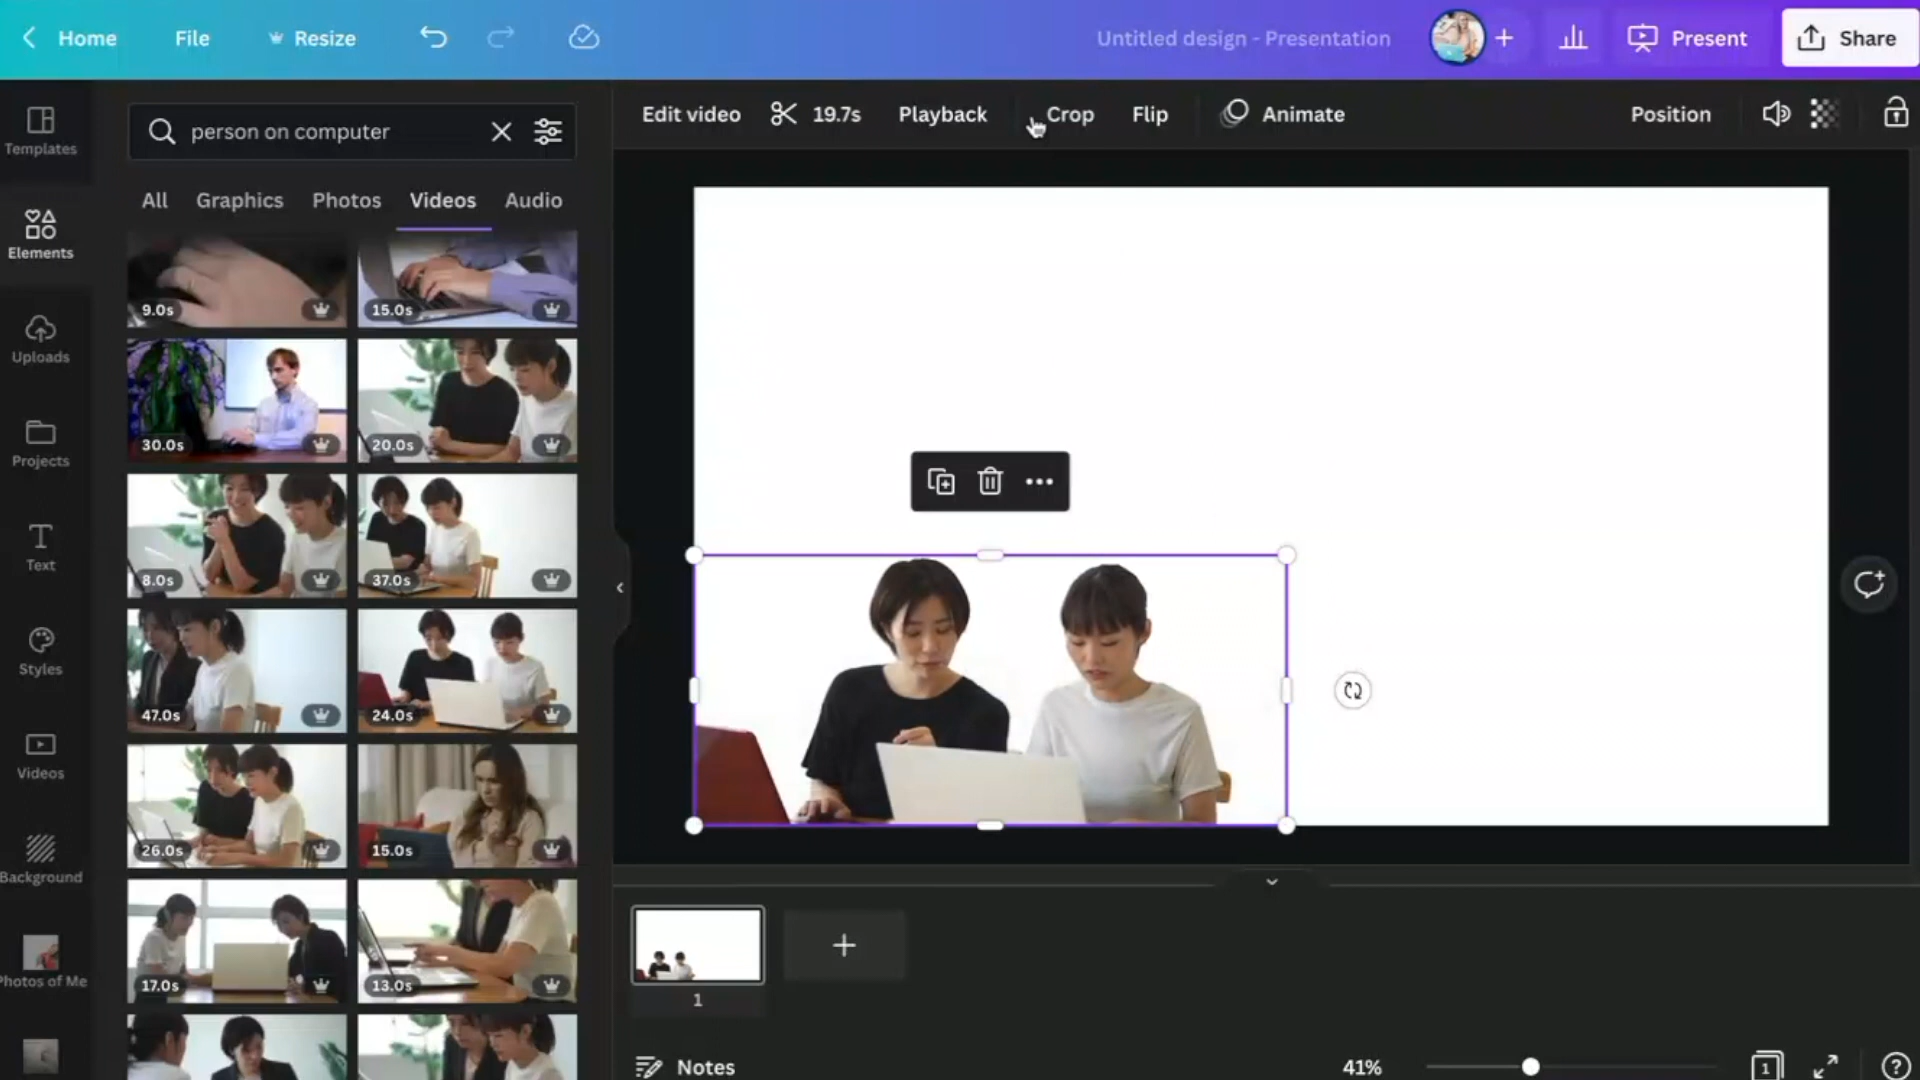 Home File Resize Untitled design - Presentation Present Share
Templates
Elements
Uploads
Projects
Text
Styles
Videos
Background
Photos of Me
person on computer
All Graphics Photos Videos Audio
9.0s 15.0s
30.0s 20.0s
8.0s 37.0s
47.0s 24.0s
26.0s 15.0s
17.0s 13.0s
Edit video 19.7s Playback Crop Flip Animate Position
1
Notes 41% 1